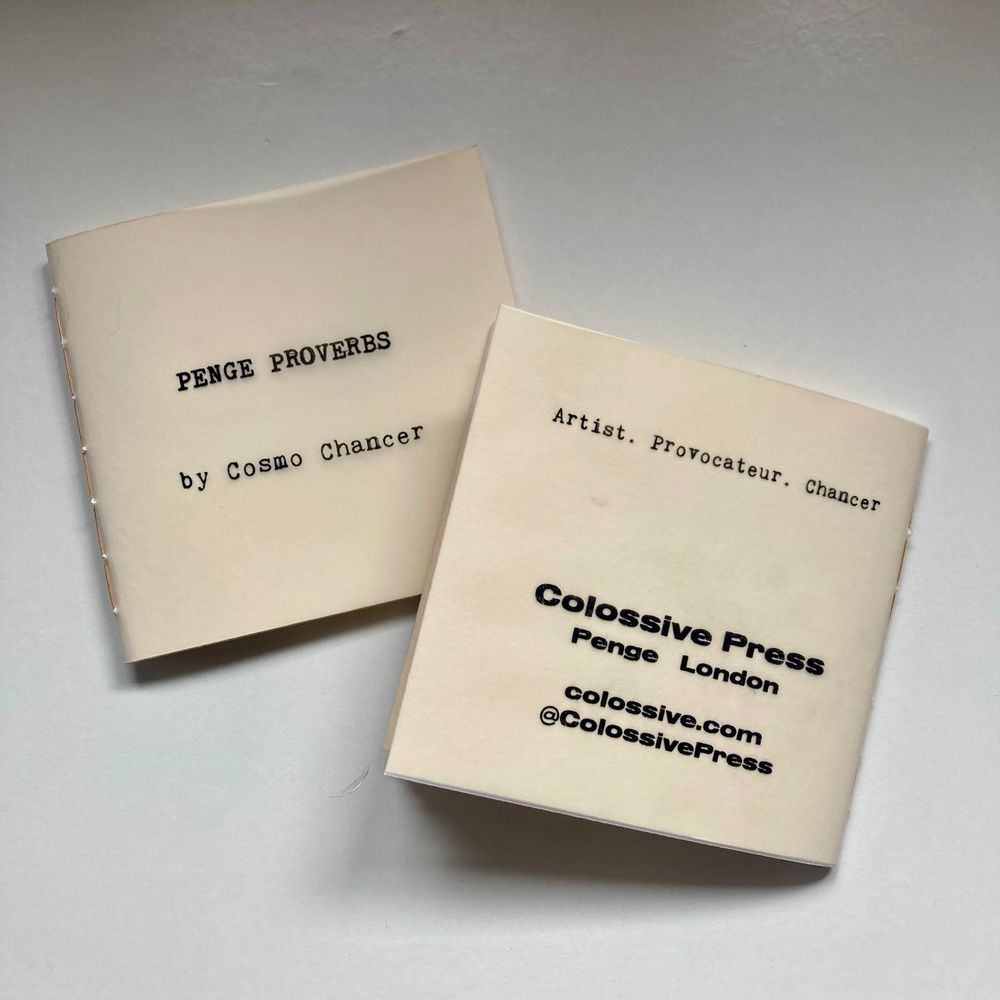 PENGE PROVERBS
by Cosmo Chancer
Artist. Provocateur. Chancer
Colossive Press
Penge London
colossive.com
@ColossivePress